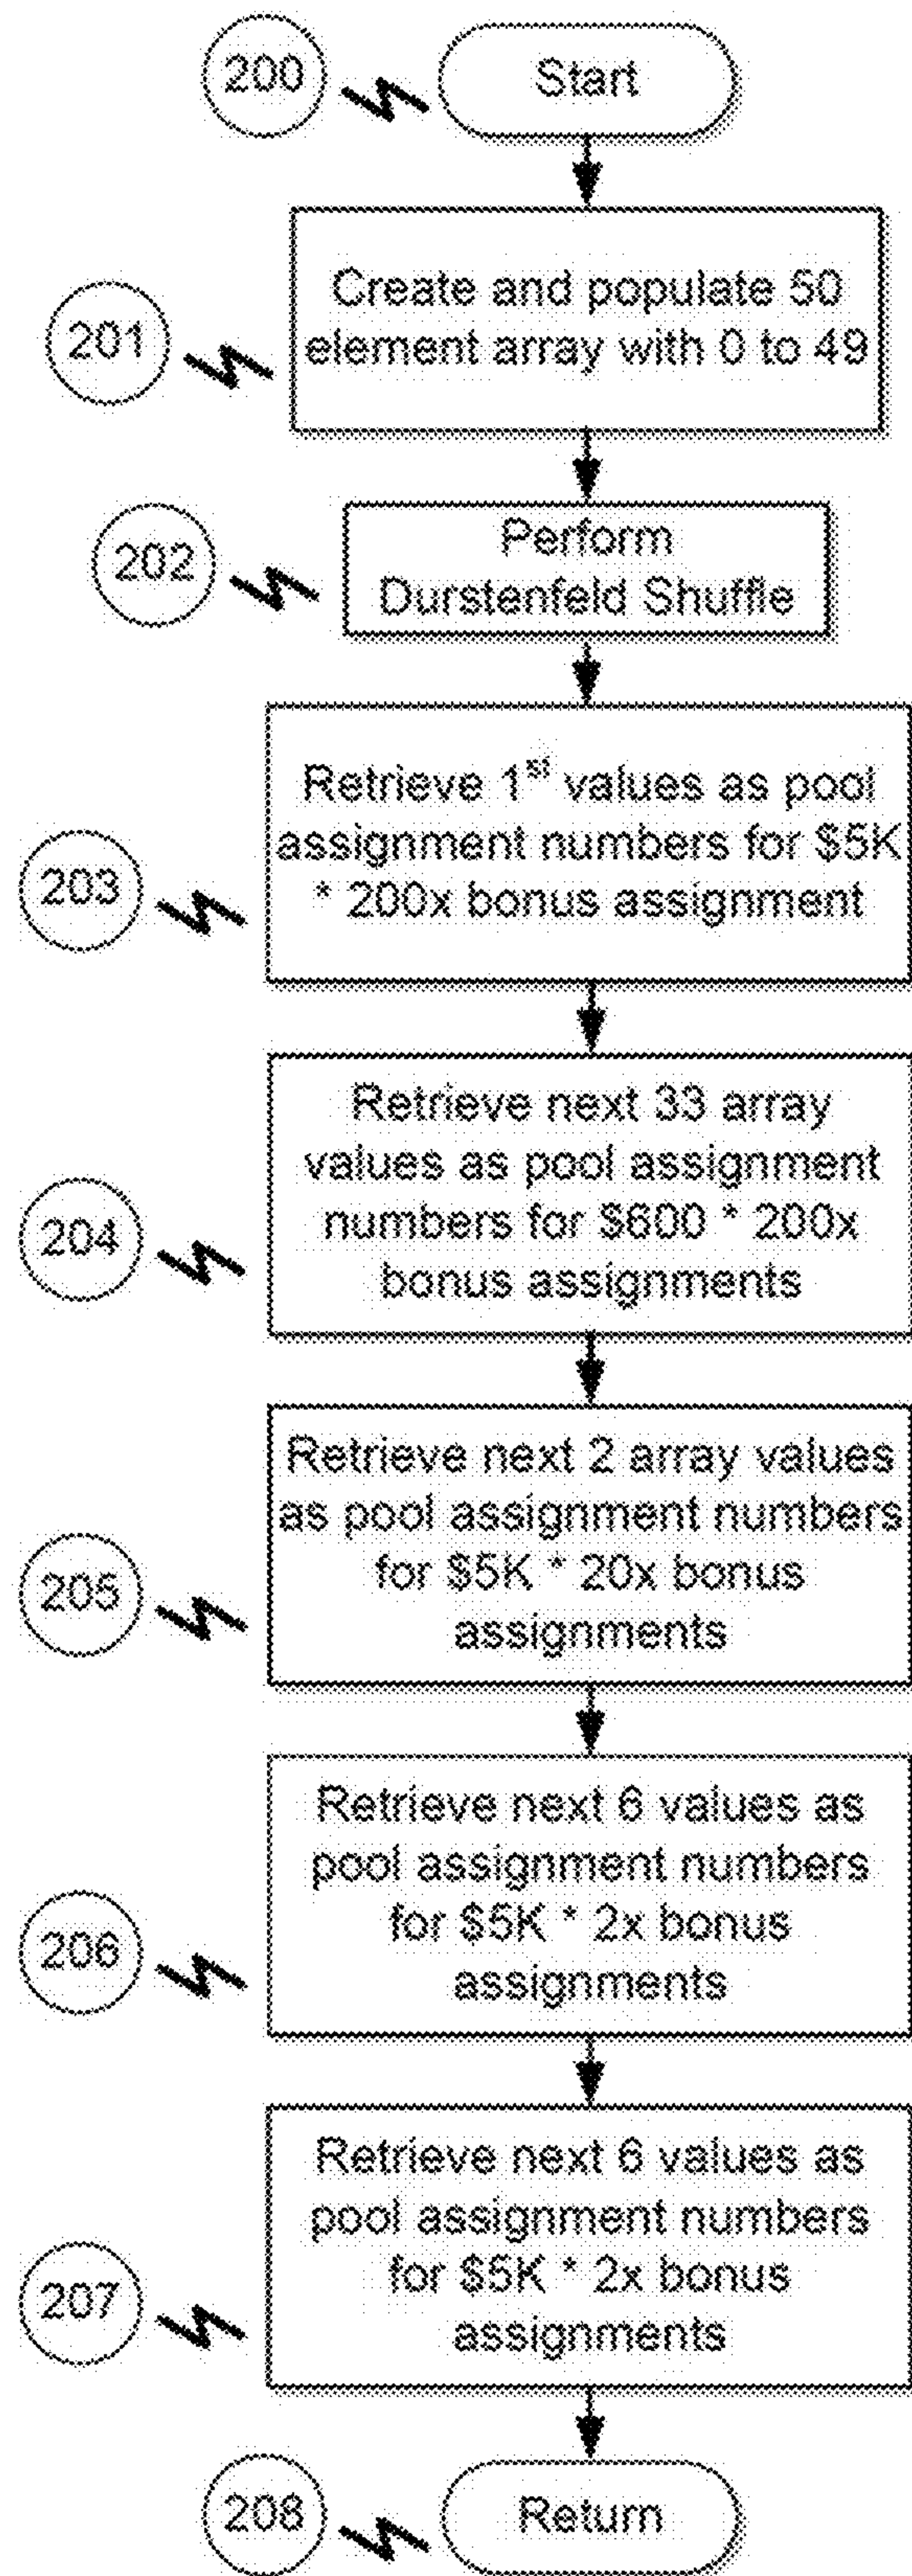 200
Start
201
Create and populate 50
element array with 0 to 49
202
Perform
Durstenfeld Shuffle
203
Retrieve 1st values as pool
assignment numbers for $5K
* 200x bonus assignment
204
Retrieve next 33 array
values as pool assignment
numbers for $600 * 200x
bonus assignments
205
Retrieve next 2 array values
as pool assignment numbers
for $5K * 20x bonus
assignments
206
Retrieve next 6 values as
pool assignment numbers
for $5K * 2x bonus
assignments
207
Retrieve next 6 values as
pool assignment numbers
for $5K * 2x bonus
assignments
208
Return